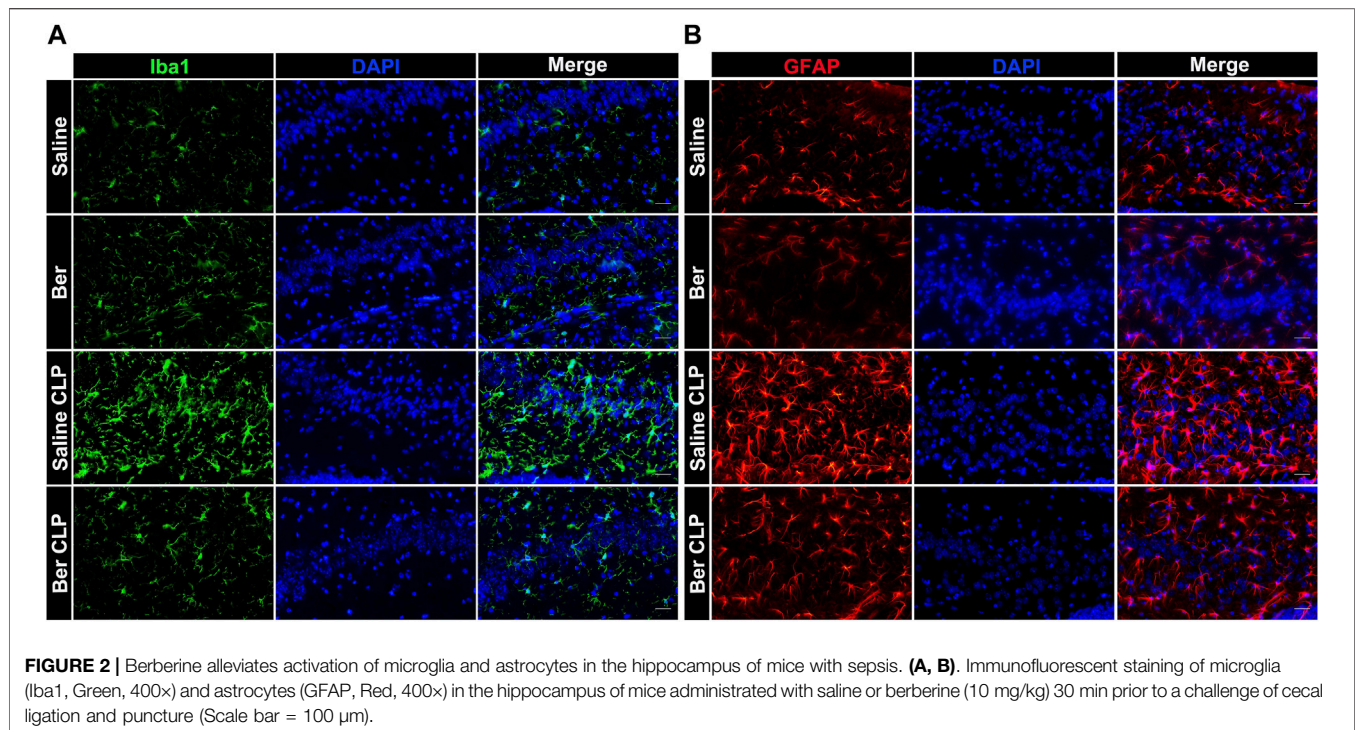 A
B
Iba1 DAPI Merge
GFAP DAPI Merge
Saline
Ber
Saline CLP
Ber CLP
Saline
Ber
Saline CLP
Ber CLP
FIGURE 2 | Berberine alleviates activation of microglia and astrocytes in the hippocampus of mice with sepsis. (A, B). Immunofluorescent staining of microglia
(Iba1, Green, 400×) and astrocytes (GFAP, Red, 400×) in the hippocampus of mice administrated with saline or berberine (10 mg/kg) 30 min prior to a challenge of cecal
ligation and puncture (Scale bar = 100 μm).